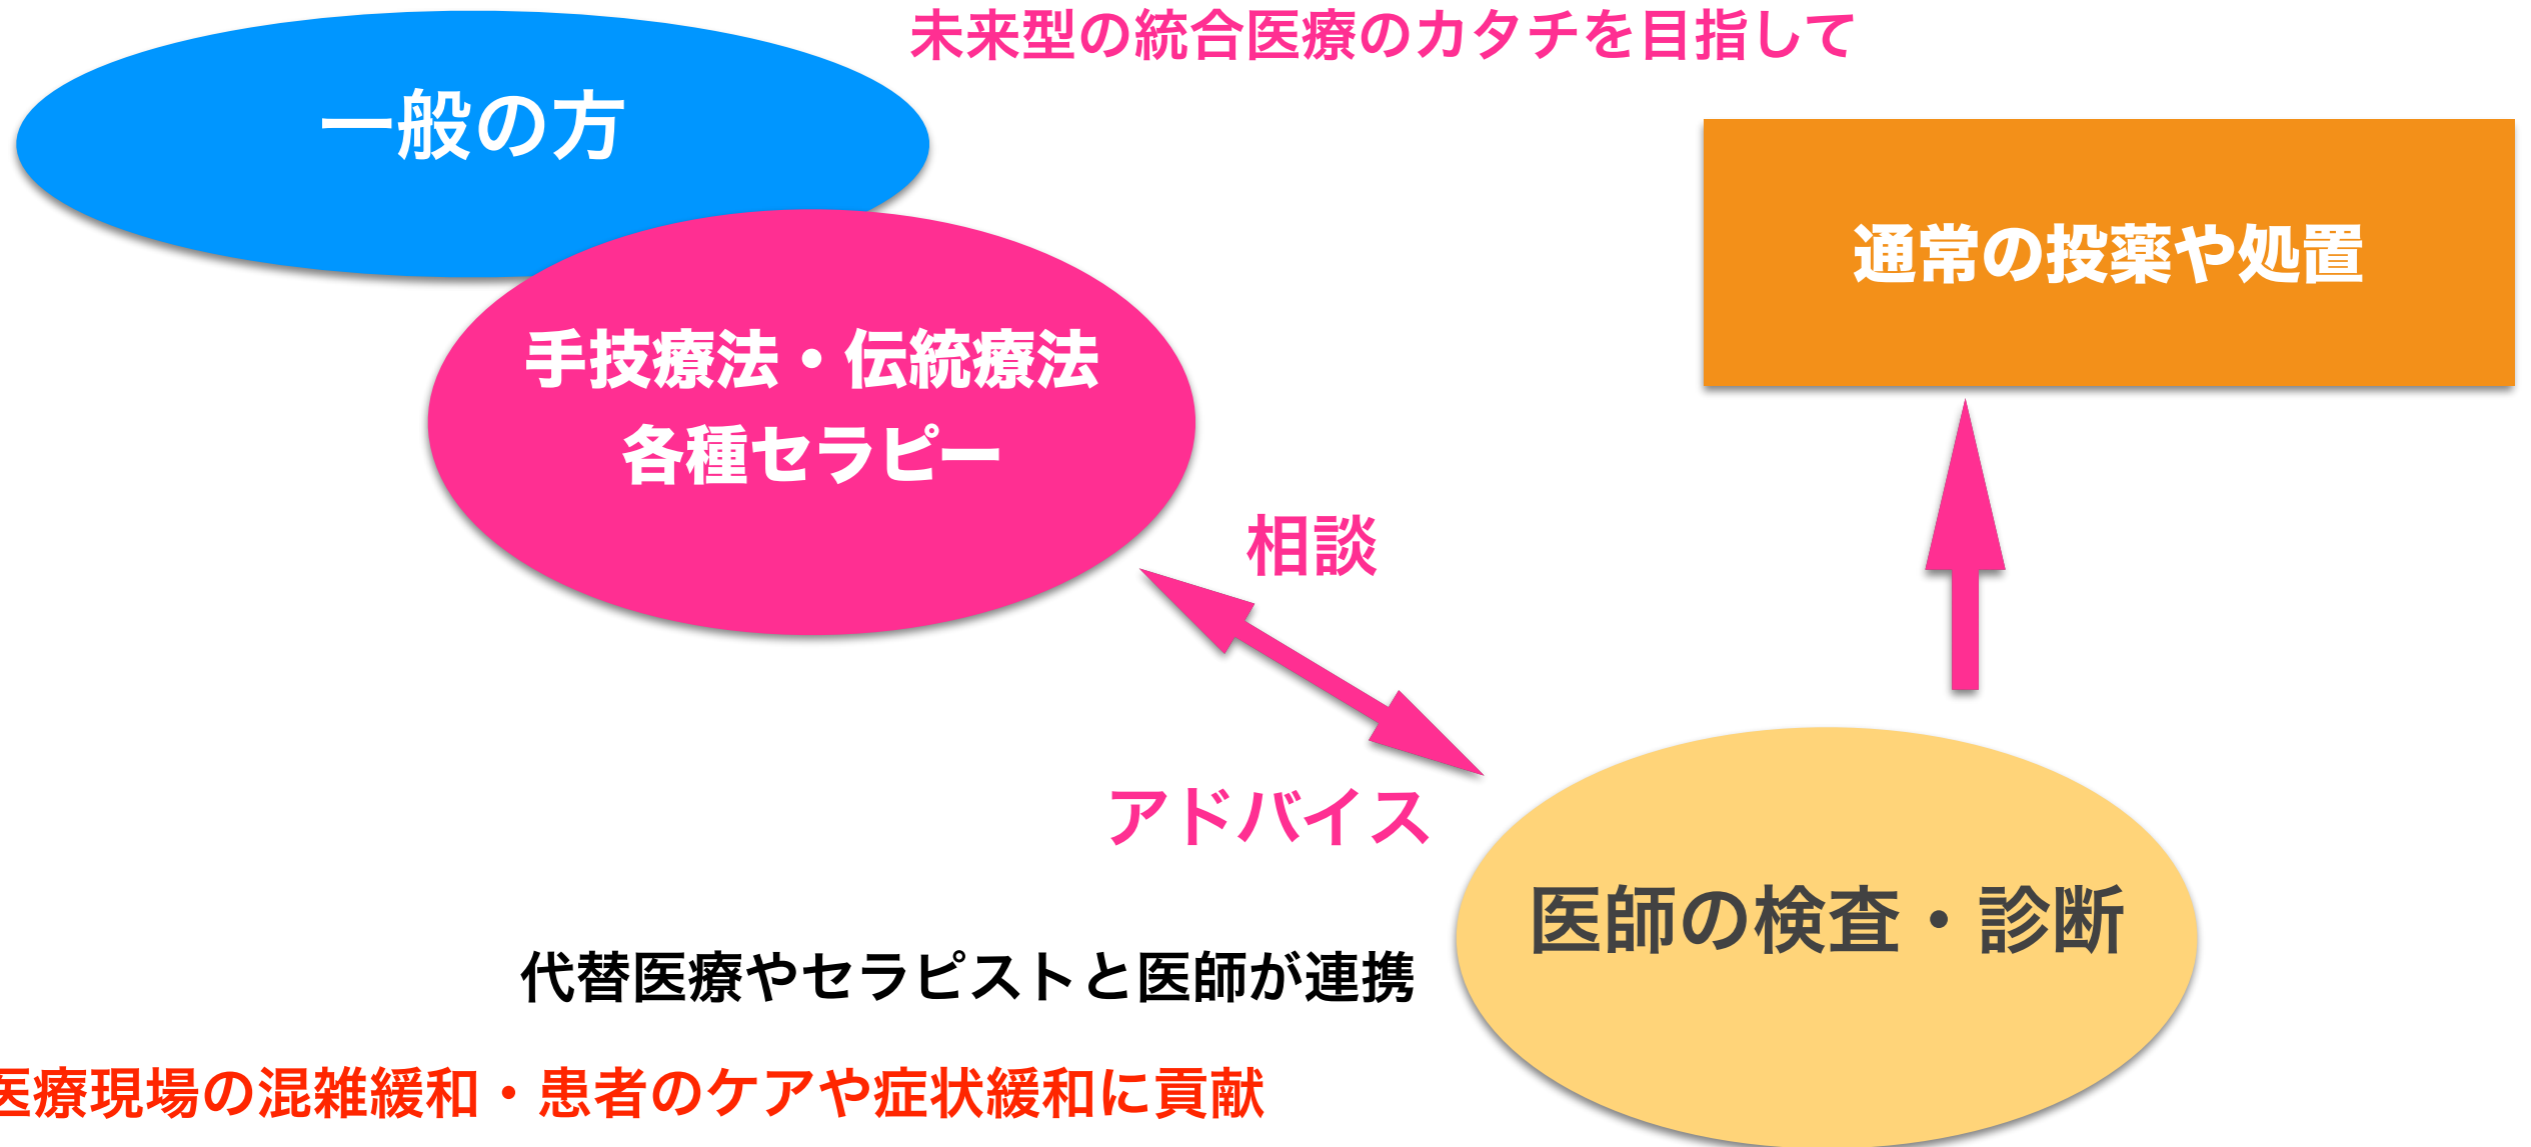 未来型の統合医療のカタチを目指して
一般の方
通常の投薬や処置
手技療法・伝統療法
各種セラピー
相談
アドバイス
医師の検査・診断
代替医療やセラピストと医師が連携
医療現場の混雑緩和・患者のケアや症状緩和に貢献